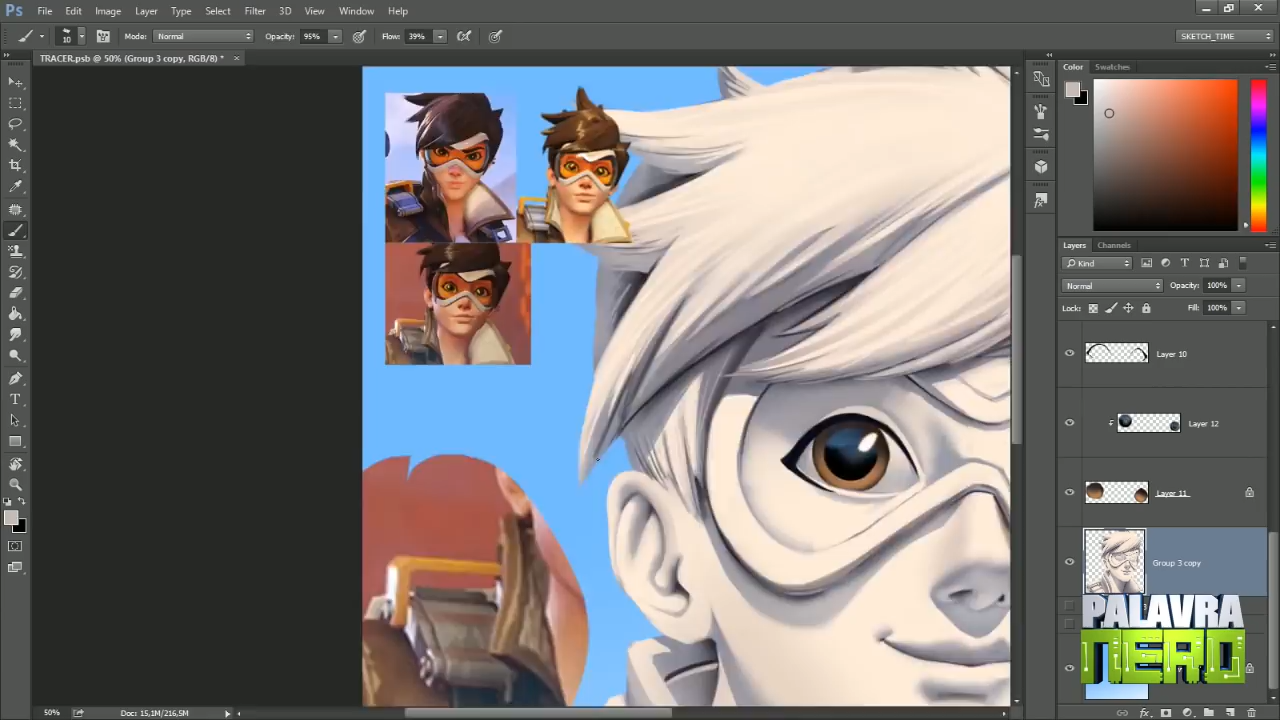 Ps File Edit Image Layer Type Select Filter 3D View Window Help
10 Mode: Normal Opacity: 95% Flow: 39% SKETCH_TIME
TRACER.psb @ 50% (Group 3 copy, RGB/8) * ×
Color Swatches
Layers Channels
Kind
Normal Opacity: 100%
Lock: Fill: 100%
Layer 10
Layer 12
Layer 11
Group 3 copy
PALAVRA
NERD
50% Doc: 15,1M/216,5M